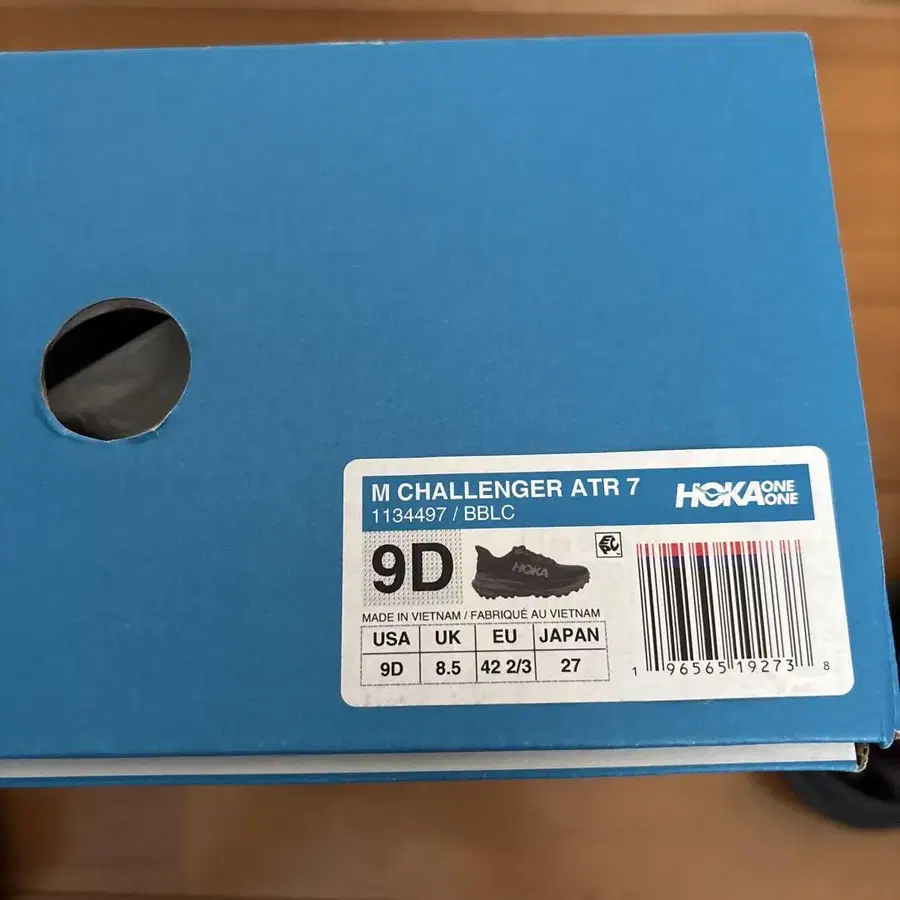 M CHALLENGER ATR 7
1134497 / BBLC
HOKA ONE ONE
9D
HOKA
MADE IN VIETNAM / FABRIQUÉ AU VIETNAM
USA UK EU JAPAN
9D 8.5 42 2/3 27
1 96565 19273 8